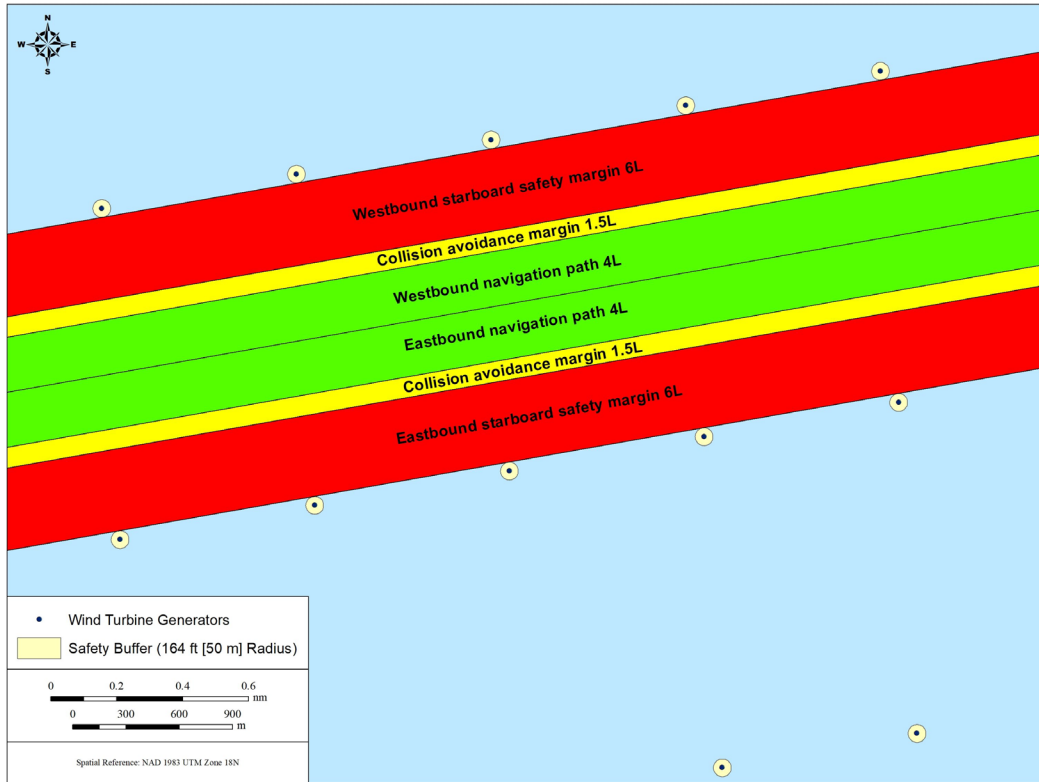 N
W E
S
Westbound starboard safety margin 6L
Collision avoidance margin 1.5L
Westbound navigation path 4L
Eastbound navigation path 4L
Collision avoidance margin 1.5L
Eastbound starboard safety margin 6L
Wind Turbine Generators
Safety Buffer (164 ft [50 m] Radius)
0 0.2 0.4 0.6
nm
0 300 600 900
m
Spatial Reference: NAD 1983 UTM Zone 18N